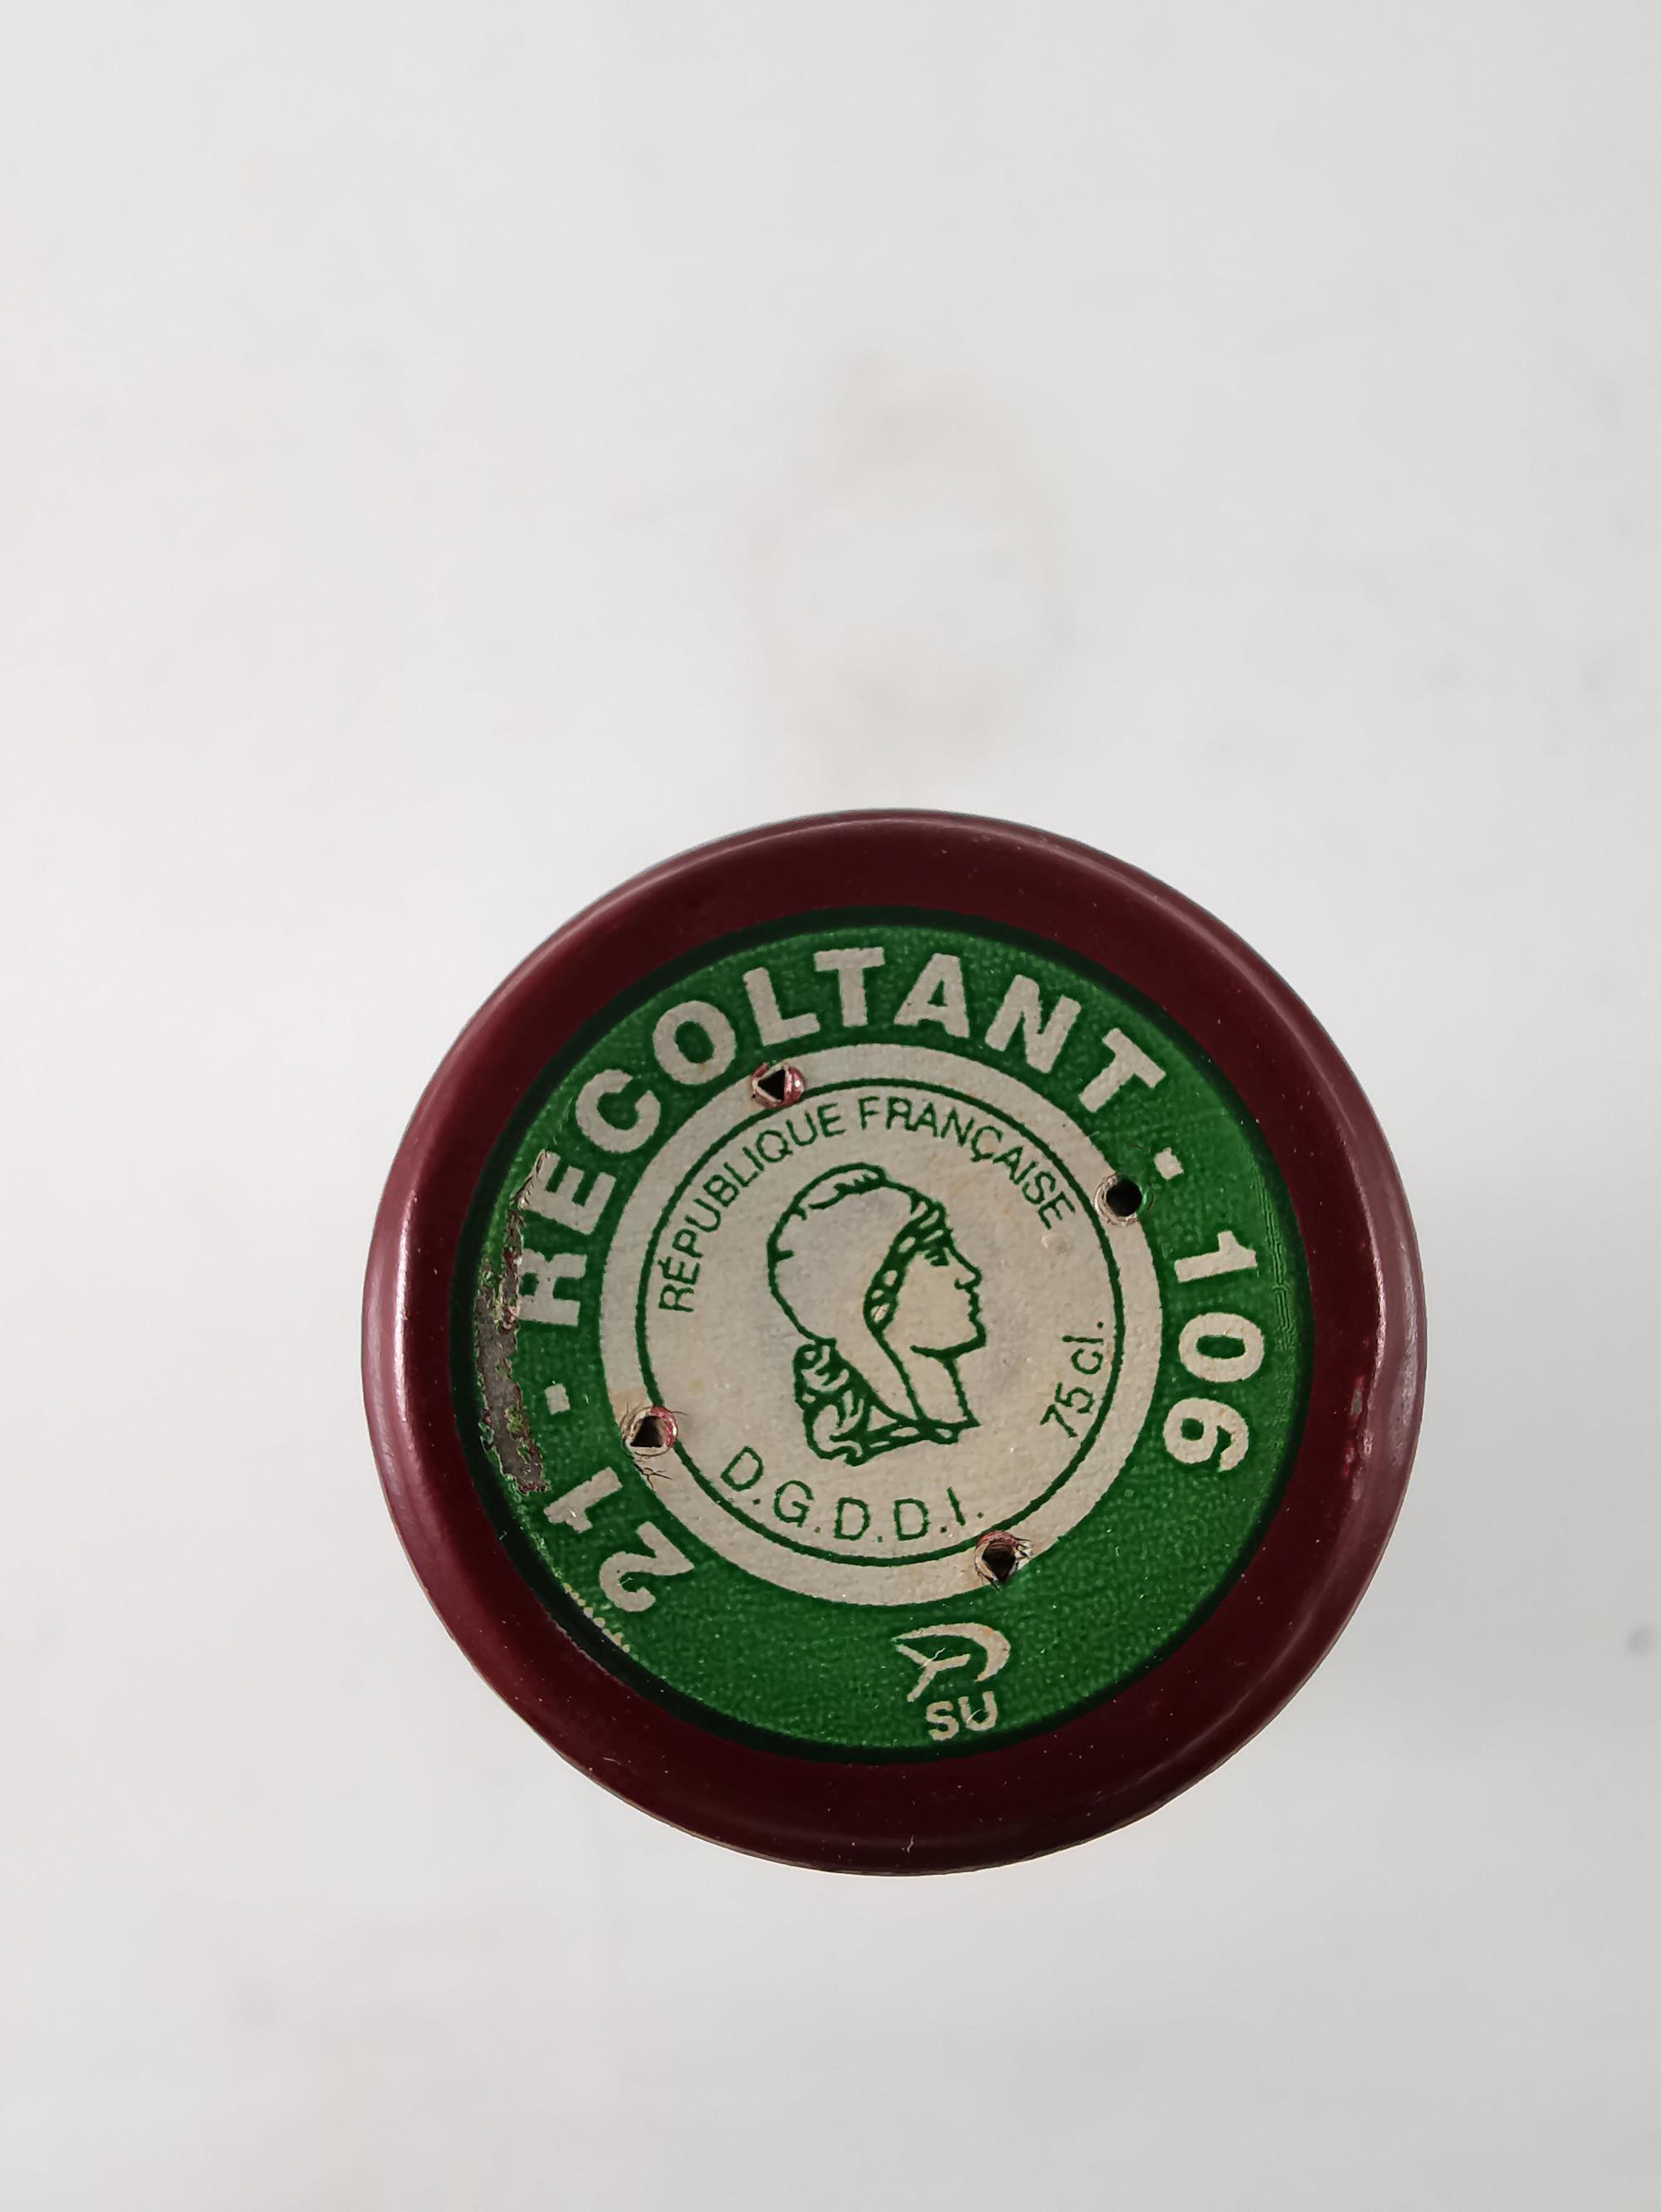 21 · RECOLTANT · 106
RÉPUBLIQUE FRANÇAISE
75 cl.
D.G.D.D.I.
SU